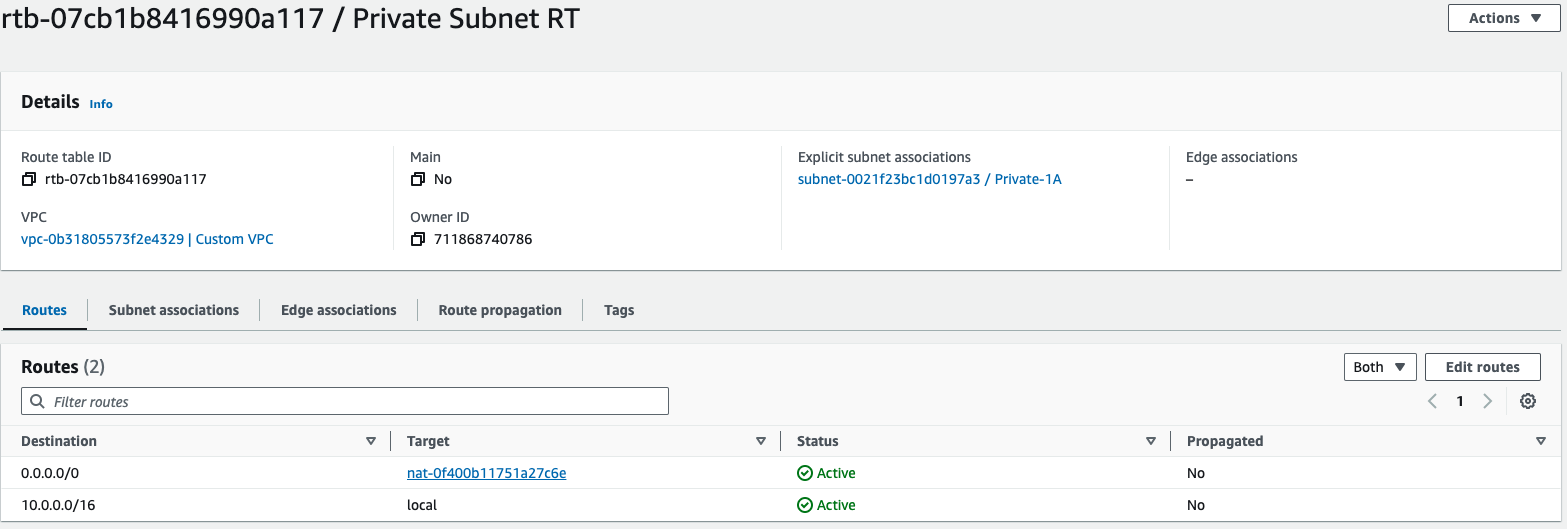 rtb-07cb1b8416990a117 / Private Subnet RT
Actions
Details Info
Route table ID
rtb-07cb1b8416990a117
Main
No
Explicit subnet associations
subnet-0021f23bc1d0197a3 / Private-1A
Edge associations
–
VPC
vpc-0b31805573f2e4329 | Custom VPC
Owner ID
711868740786
Routes Subnet associations Edge associations Route propagation Tags
Routes (2)
Both
Edit routes
Filter routes
1
Destination Target Status Propagated
0.0.0.0/0 nat-0f400b11751a27c6e Active No
10.0.0.0/16 local Active No